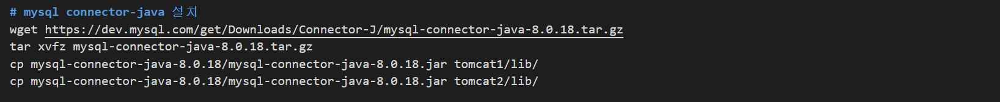 # mysql connector-java 설치
wget https://dev.mysql.com/get/Downloads/Connector-J/mysql-connector-java-8.0.18.tar.gz
tar xvfz mysql-connector-java-8.0.18.tar.gz
cp mysql-connector-java-8.0.18/mysql-connector-java-8.0.18.jar tomcat1/lib/
cp mysql-connector-java-8.0.18/mysql-connector-java-8.0.18.jar tomcat2/lib/